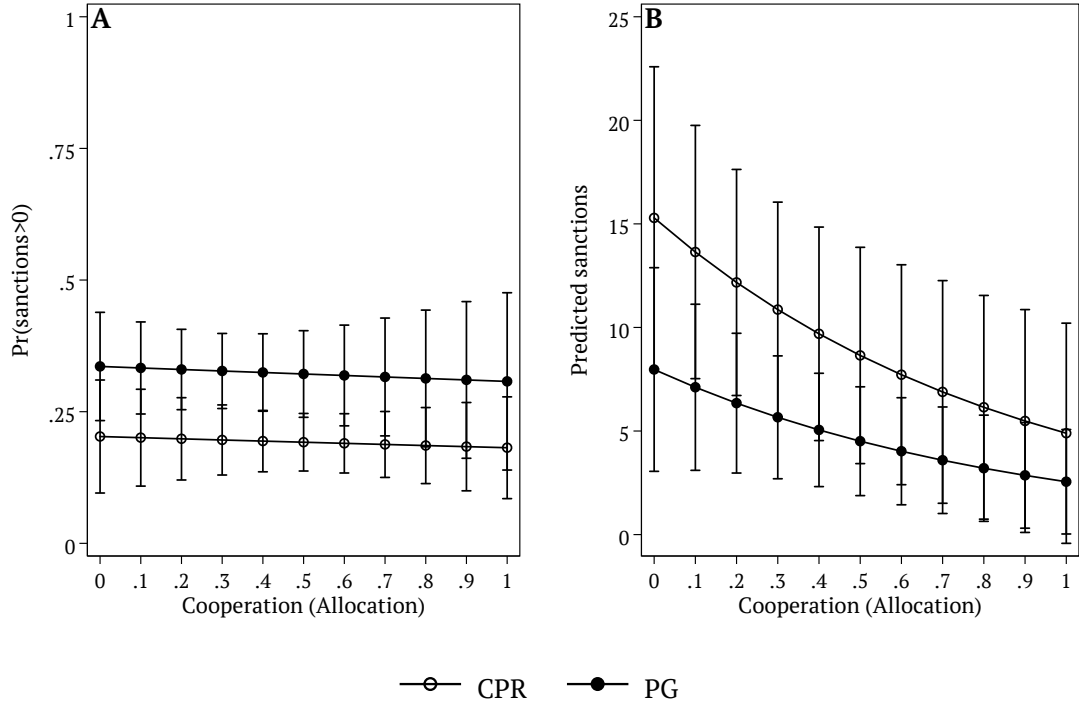 A
Pr(sanctions>0)
1
.75
.5
.25
0
0 .1 .2 .3 .4 .5 .6 .7 .8 .9 1
Cooperation (Allocation)
B
Predicted sanctions
25
20
15
10
5
0
0 .1 .2 .3 .4 .5 .6 .7 .8 .9 1
Cooperation (Allocation)
CPR PG